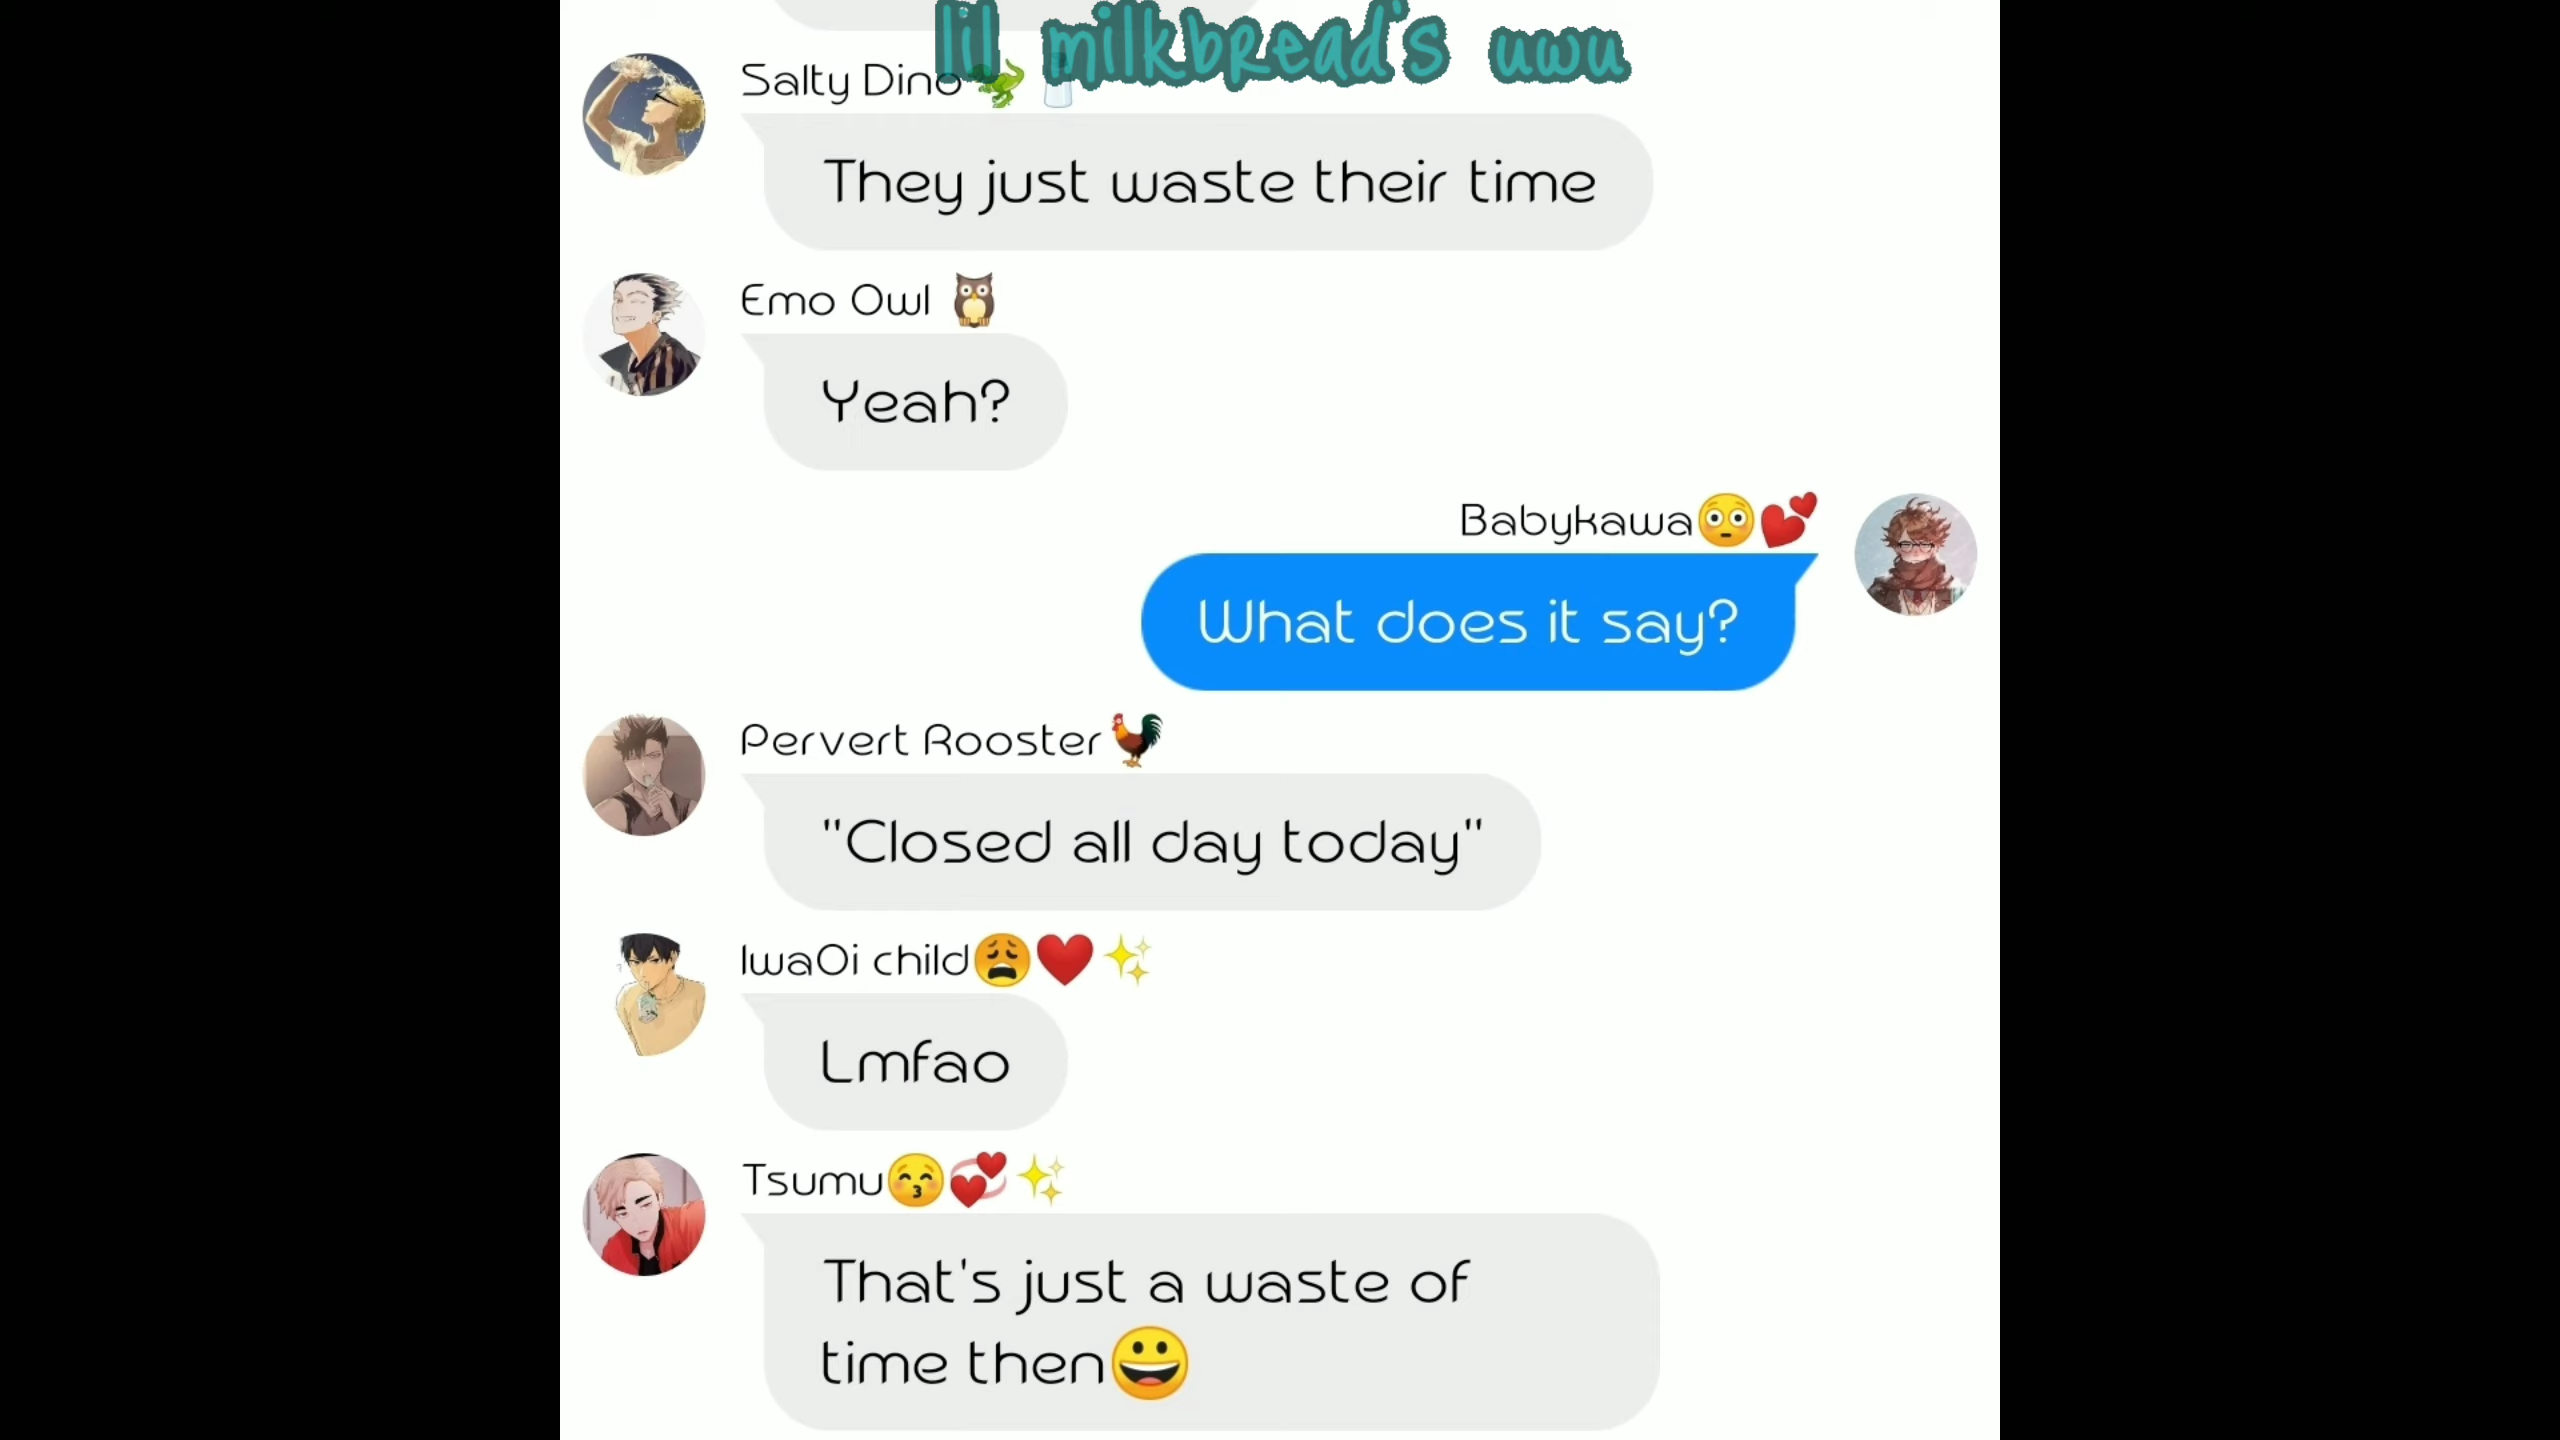 lil milkbread's uwu
Salty Dino🦖🧂
They just waste their time
Emo Owl 🦉
Yeah?
Babykawa😳💕
What does it say?
Pervert Rooster🐓
"Closed all day today"
IwaOi child😩❤️✨
Lmfao
Tsumu😚💞✨
That's just a waste of
time then😀